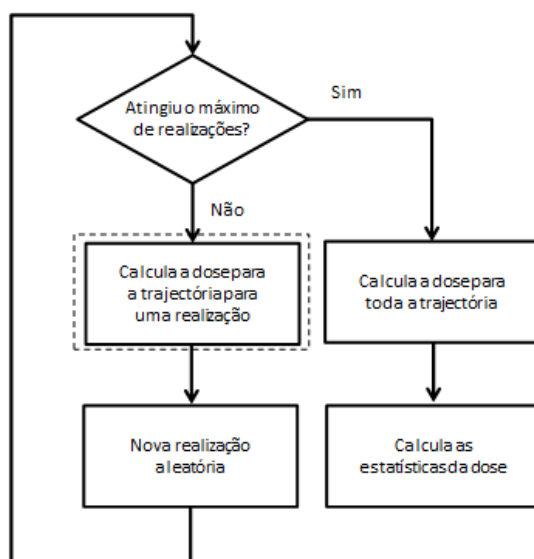 Atingiu o máximo
de realizações?
Sim
Não
Calcula a dose para
a trajectória para
uma realização
Calcula a dose para
toda a trajectória
Nova realização
aleatória
Calcula as
estatísticas da dose